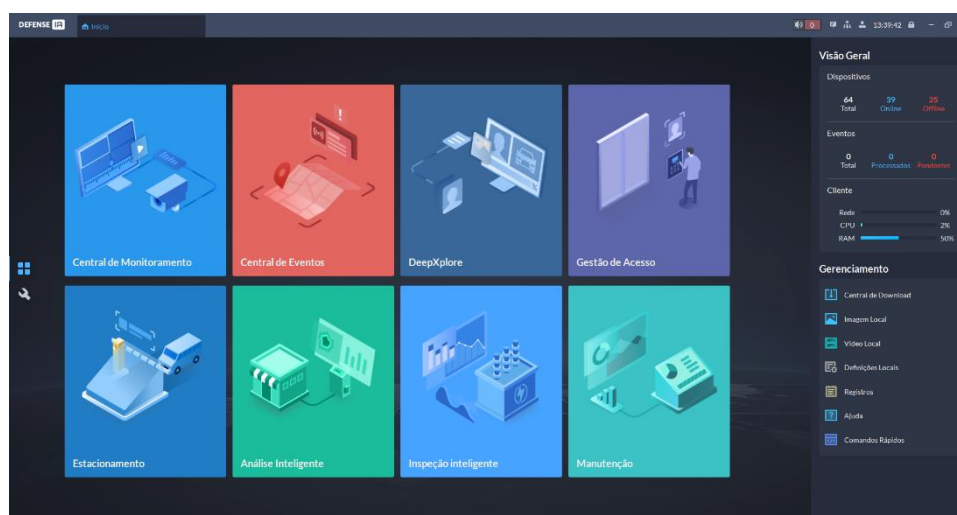 DEFENSE IA
Início
0
13:39:42
Central de Monitoramento
Central de Eventos
DeepXplore
Gestão de Acesso
Estacionamento
Análise Inteligente
Inspeção inteligente
Manutenção
Visão Geral
Dispositivos
64 39 25
Total Online Offline
Eventos
0 0 0
Total Processados Pendentes
Cliente
Rede 0%
CPU 2%
RAM 50%
Gerenciamento
Central de Download
Imagem Local
Vídeo Local
Definições Locais
Registros
Ajuda
Comandos Rápidos